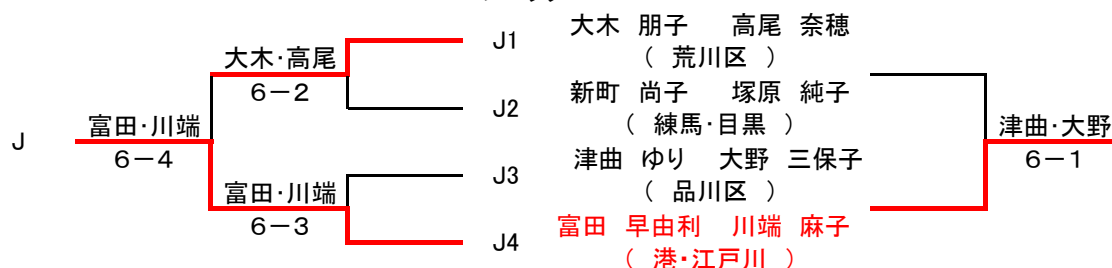 J1 大木 朋子 高尾 奈穂
大木・高尾 ( 荒川区 )
6-2
J2 新町 尚子 塚原 純子
J 富田・川端 ( 練馬・目黒 ) 津曲・大野
6-4 6-1
J3 津曲 ゆり 大野 三保子
富田・川端 ( 品川区 )
6-3
J4 富田 早由利 川端 麻子
( 港・江戸川 )